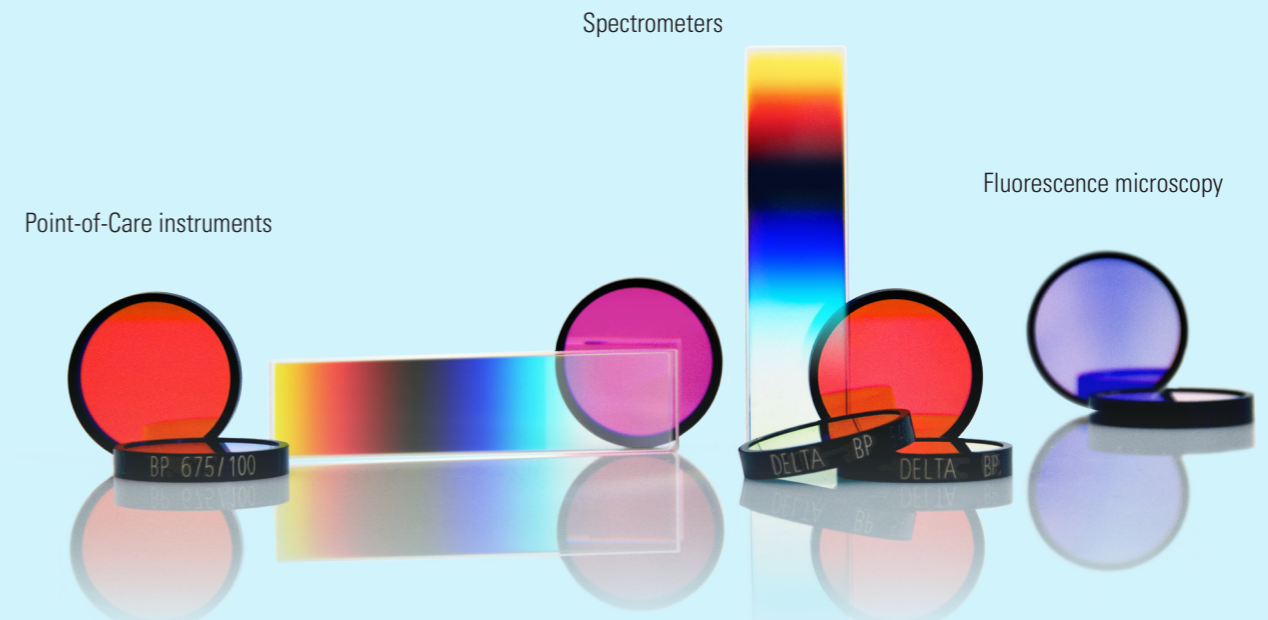 Spectrometers
Fluorescence microscopy
Point-of-Care instruments
BP. 675/100
DELTA BP
DELTA BP.